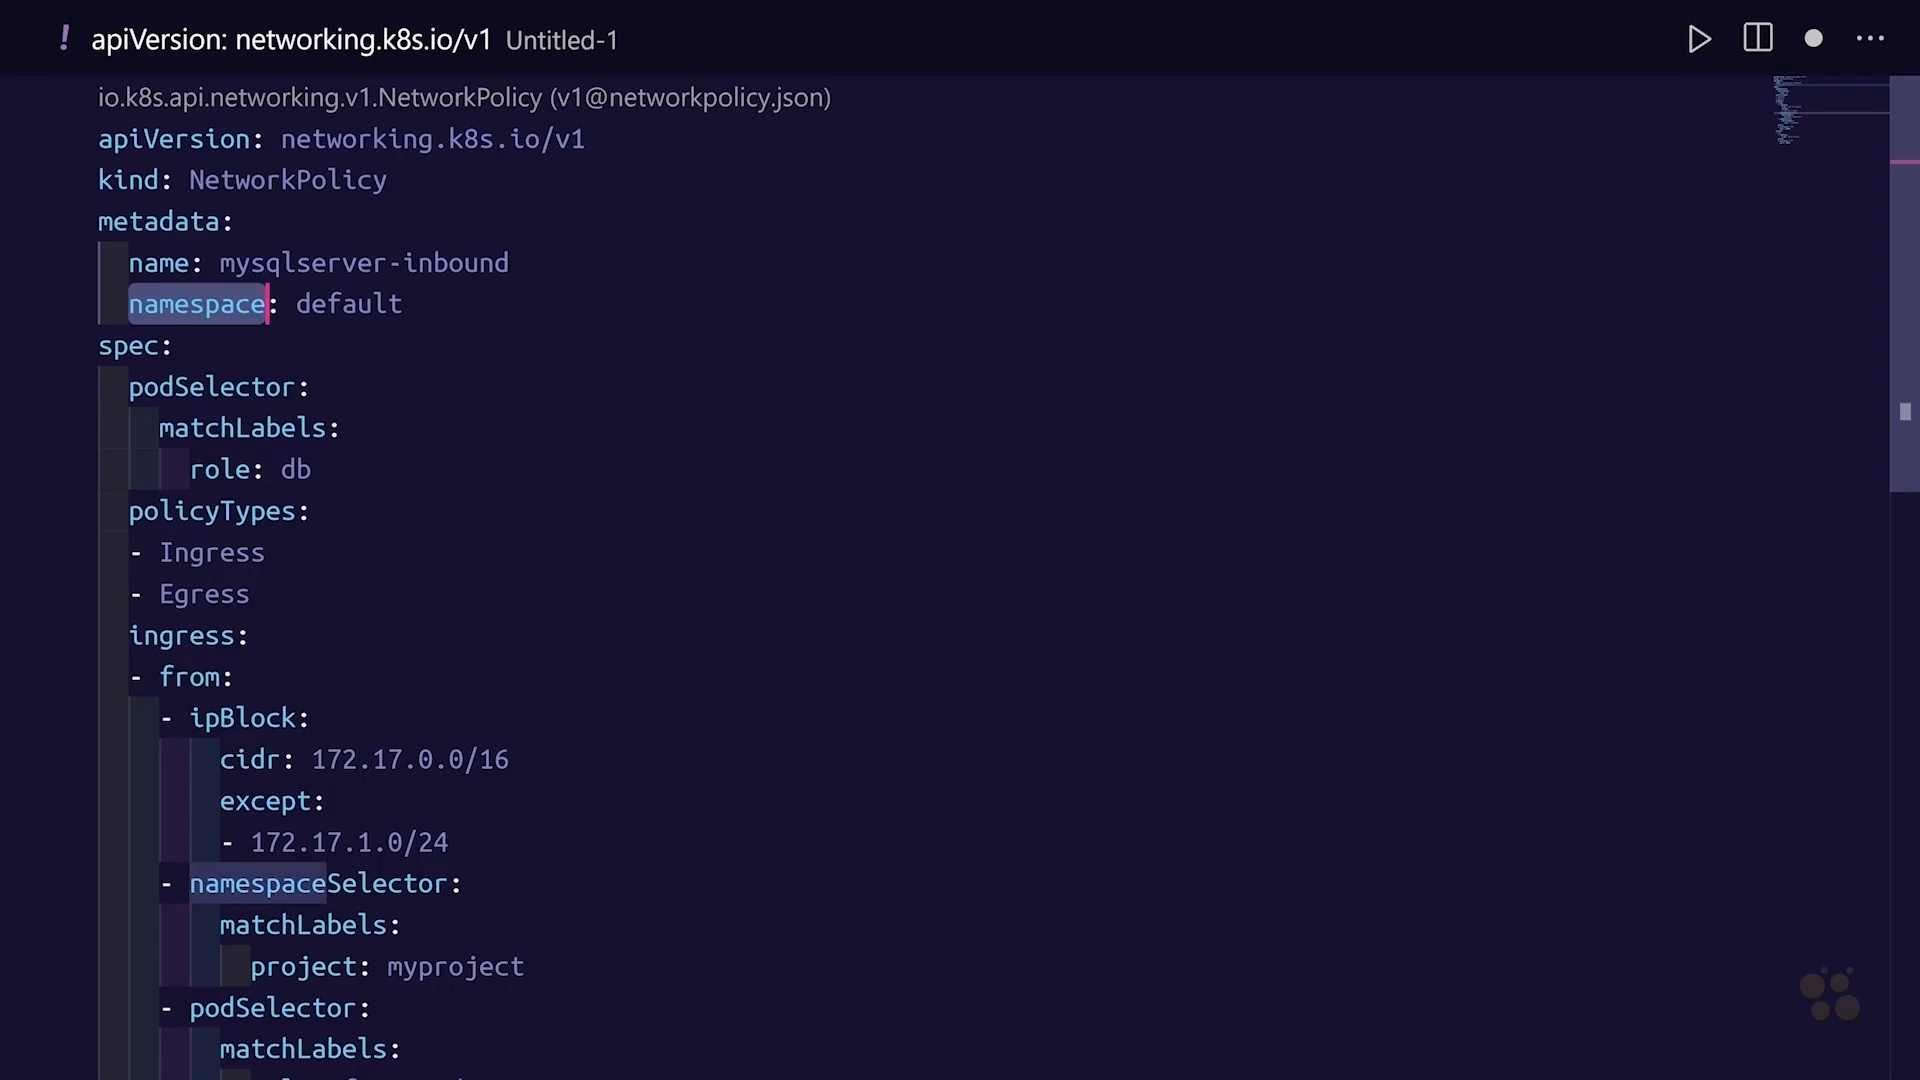 ! apiVersion: networking.k8s.io/v1 Untitled-1
io.k8s.api.networking.v1.NetworkPolicy (v1@networkpolicy.json)
apiVersion: networking.k8s.io/v1
kind: NetworkPolicy
metadata:
  name: mysqlserver-inbound
  namespace: default
spec:
  podSelector:
    matchLabels:
      role: db
  policyTypes:
  - Ingress
  - Egress
  ingress:
  - from:
    - ipBlock:
        cidr: 172.17.0.0/16
        except:
        - 172.17.1.0/24
    - namespaceSelector:
        matchLabels:
          project: myproject
    - podSelector:
        matchLabels: